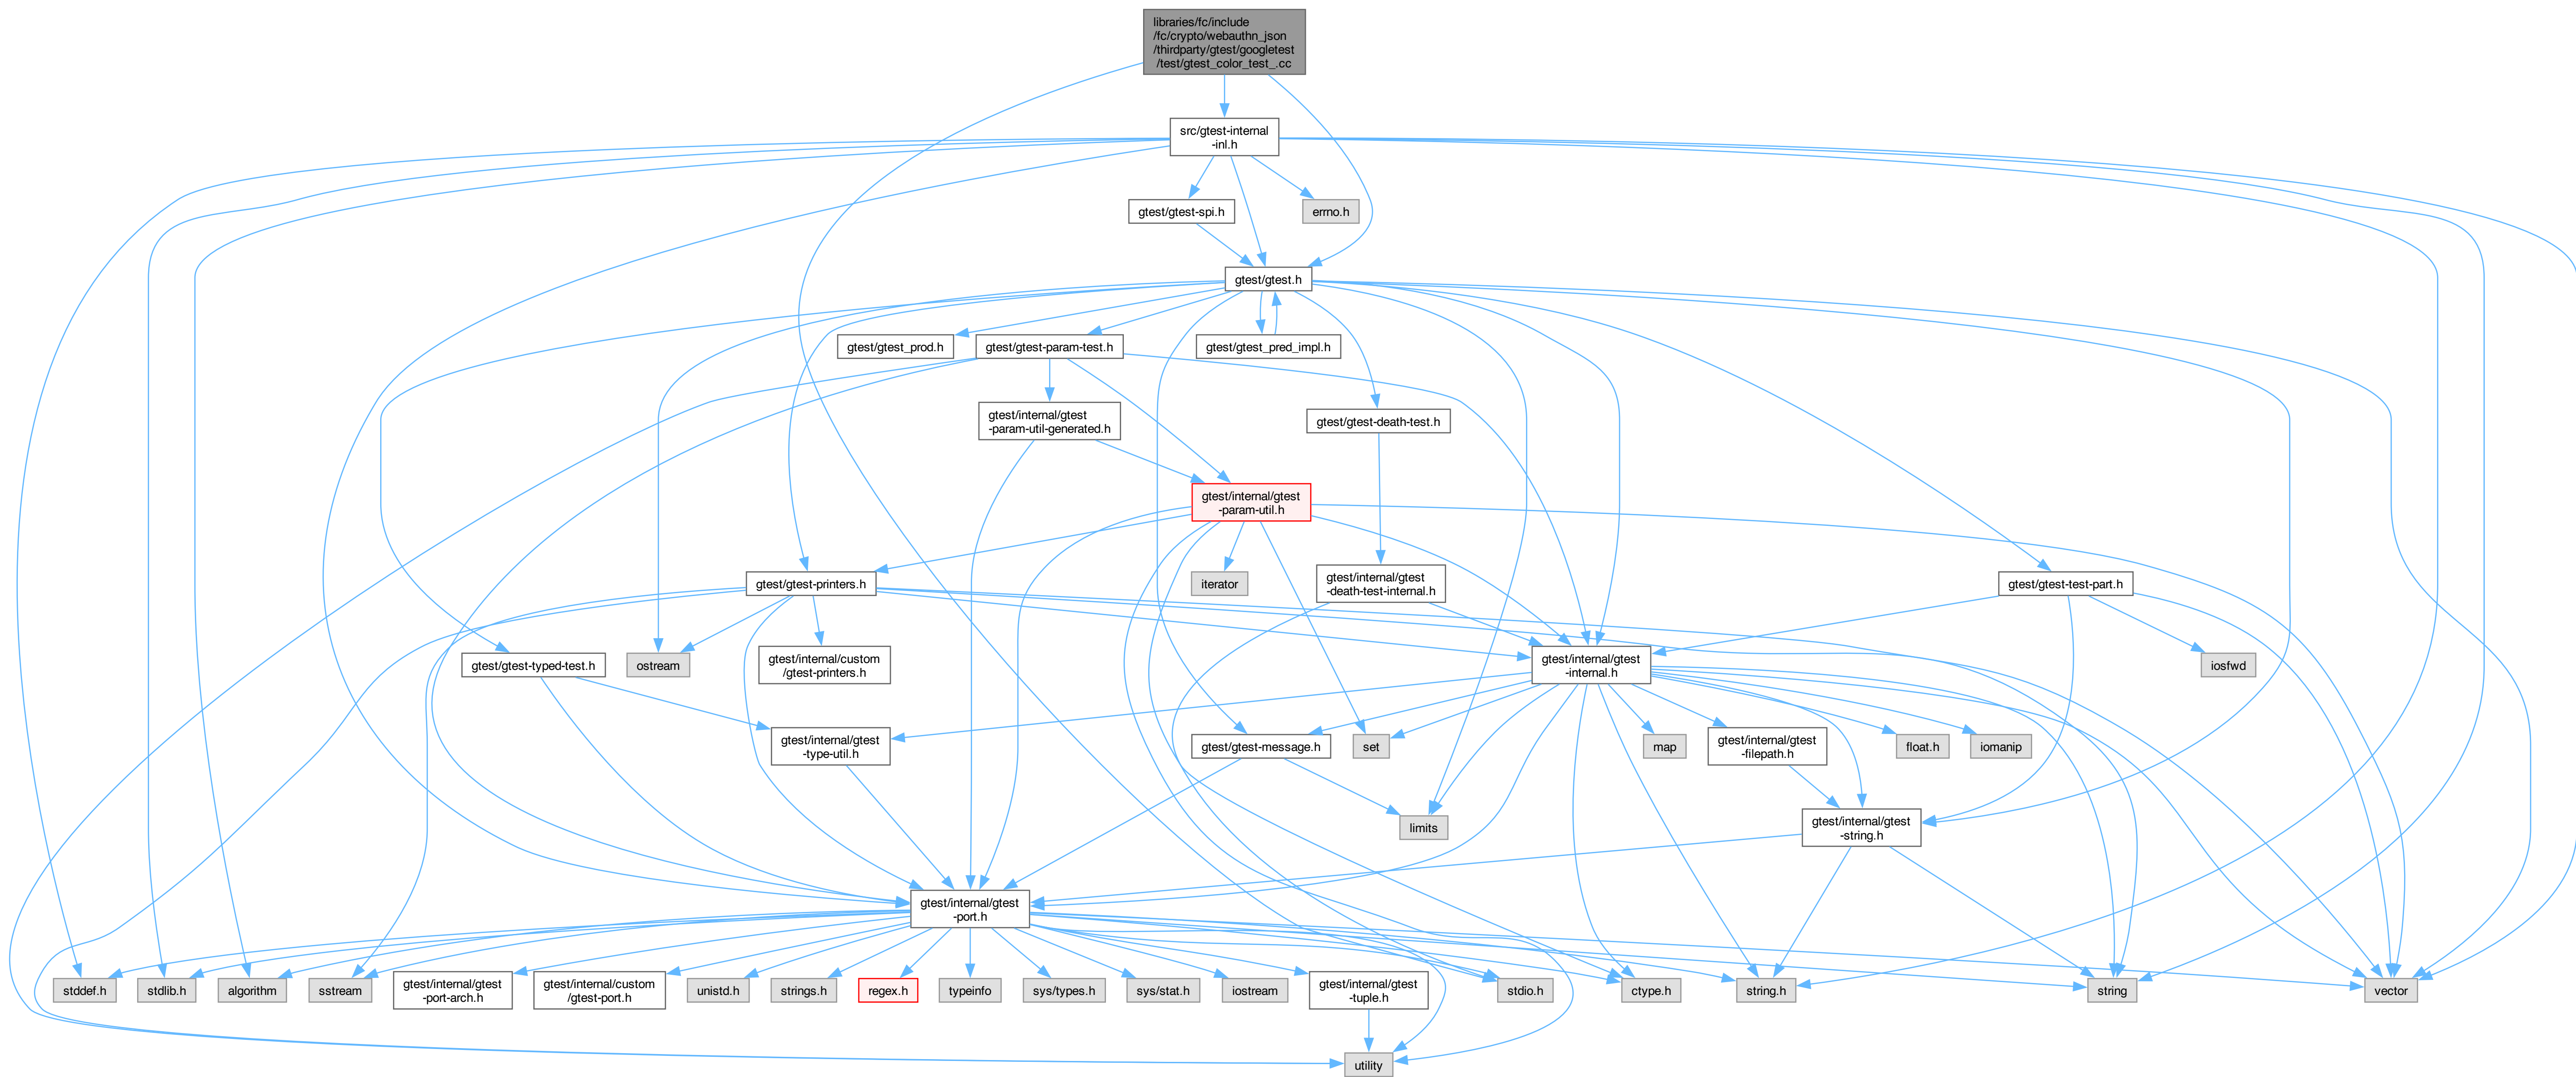 libraries/fc/include
/fc/crypto/webauthn_json
/thirdparty/gtest/googletest
/test/gtest_color_test_.cc
src/gtest-internal
-inl.h
gtest/gtest-spi.h
errno.h
gtest/gtest.h
gtest/gtest_prod.h
gtest/gtest-param-test.h
gtest/gtest_pred_impl.h
gtest/internal/gtest
-param-util-generated.h
gtest/gtest-death-test.h
gtest/internal/gtest
-param-util.h
gtest/gtest-printers.h
iterator
gtest/internal/gtest
-death-test-internal.h
gtest/gtest-test-part.h
gtest/gtest-typed-test.h
ostream
gtest/internal/custom
/gtest-printers.h
gtest/internal/gtest
-internal.h
iosfwd
gtest/internal/gtest
-type-util.h
gtest/gtest-message.h
set
map
gtest/internal/gtest
-filepath.h
float.h
iomanip
limits
gtest/internal/gtest
-string.h
gtest/internal/gtest
-port.h
stddef.h
stdlib.h
algorithm
sstream
gtest/internal/gtest
-port-arch.h
gtest/internal/custom
/gtest-port.h
unistd.h
strings.h
regex.h
typeinfo
sys/types.h
sys/stat.h
iostream
gtest/internal/gtest
-tuple.h
stdio.h
ctype.h
string.h
string
vector
utility